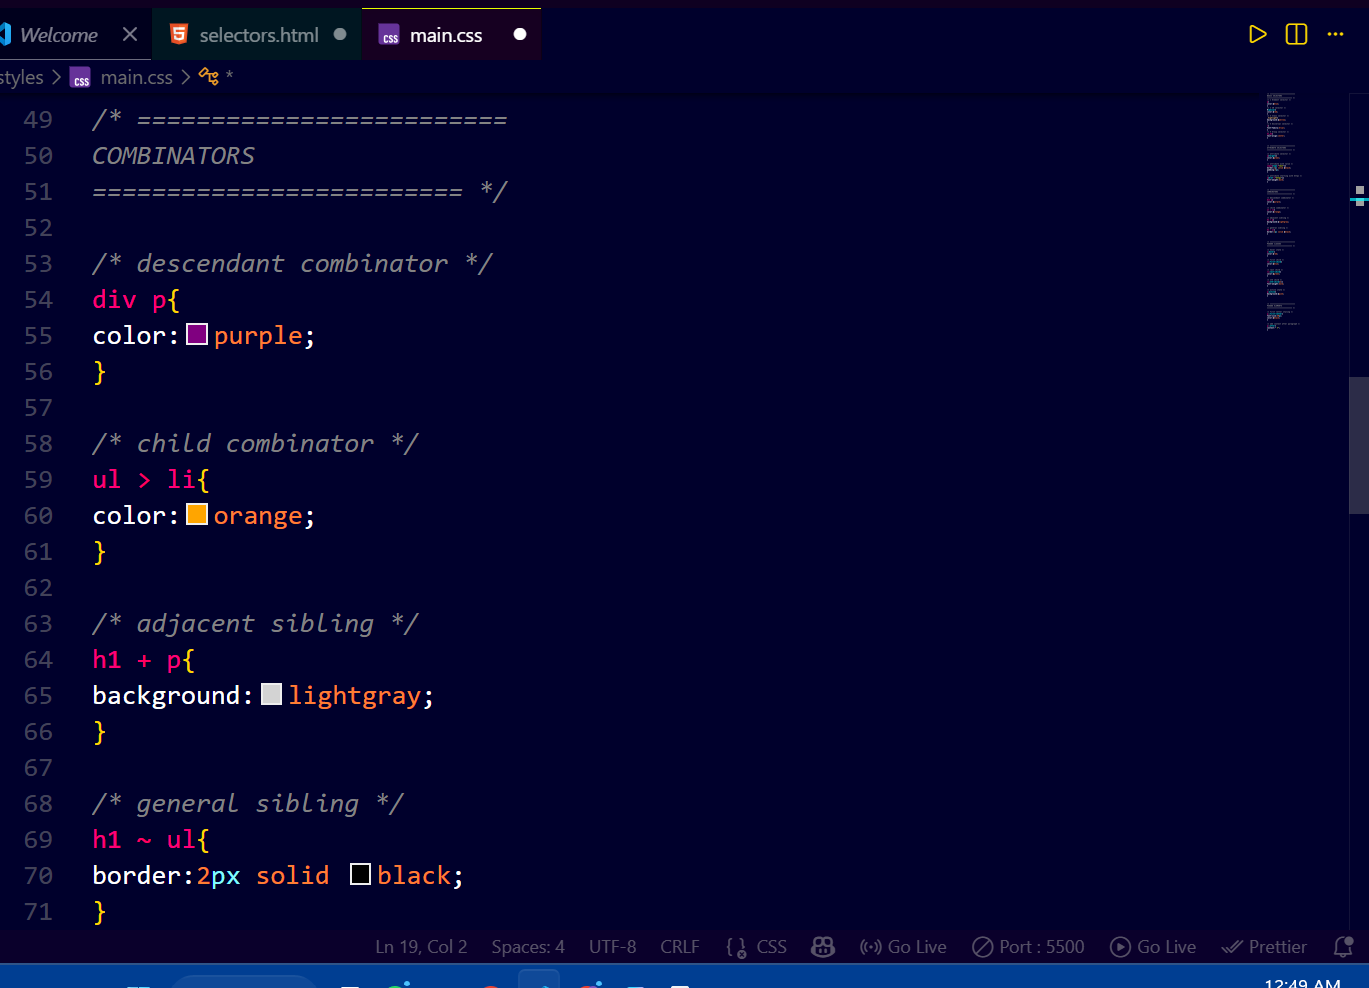 Welcome
selectors.html
main.css
styles > main.css > *
49 /* =========================
50 COMBINATORS
51 ========================= */
52
53 /* descendant combinator */
54 div p{
55 color: purple;
56 }
57
58 /* child combinator */
59 ul > li{
60 color: orange;
61 }
62
63 /* adjacent sibling */
64 h1 + p{
65 background: lightgray;
66 }
67
68 /* general sibling */
69 h1 ~ ul{
70 border:2px solid black;
71 }
Ln 19, Col 2 Spaces: 4 UTF-8 CRLF { } CSS Go Live Port : 5500 Go Live Prettier
12:49 AM